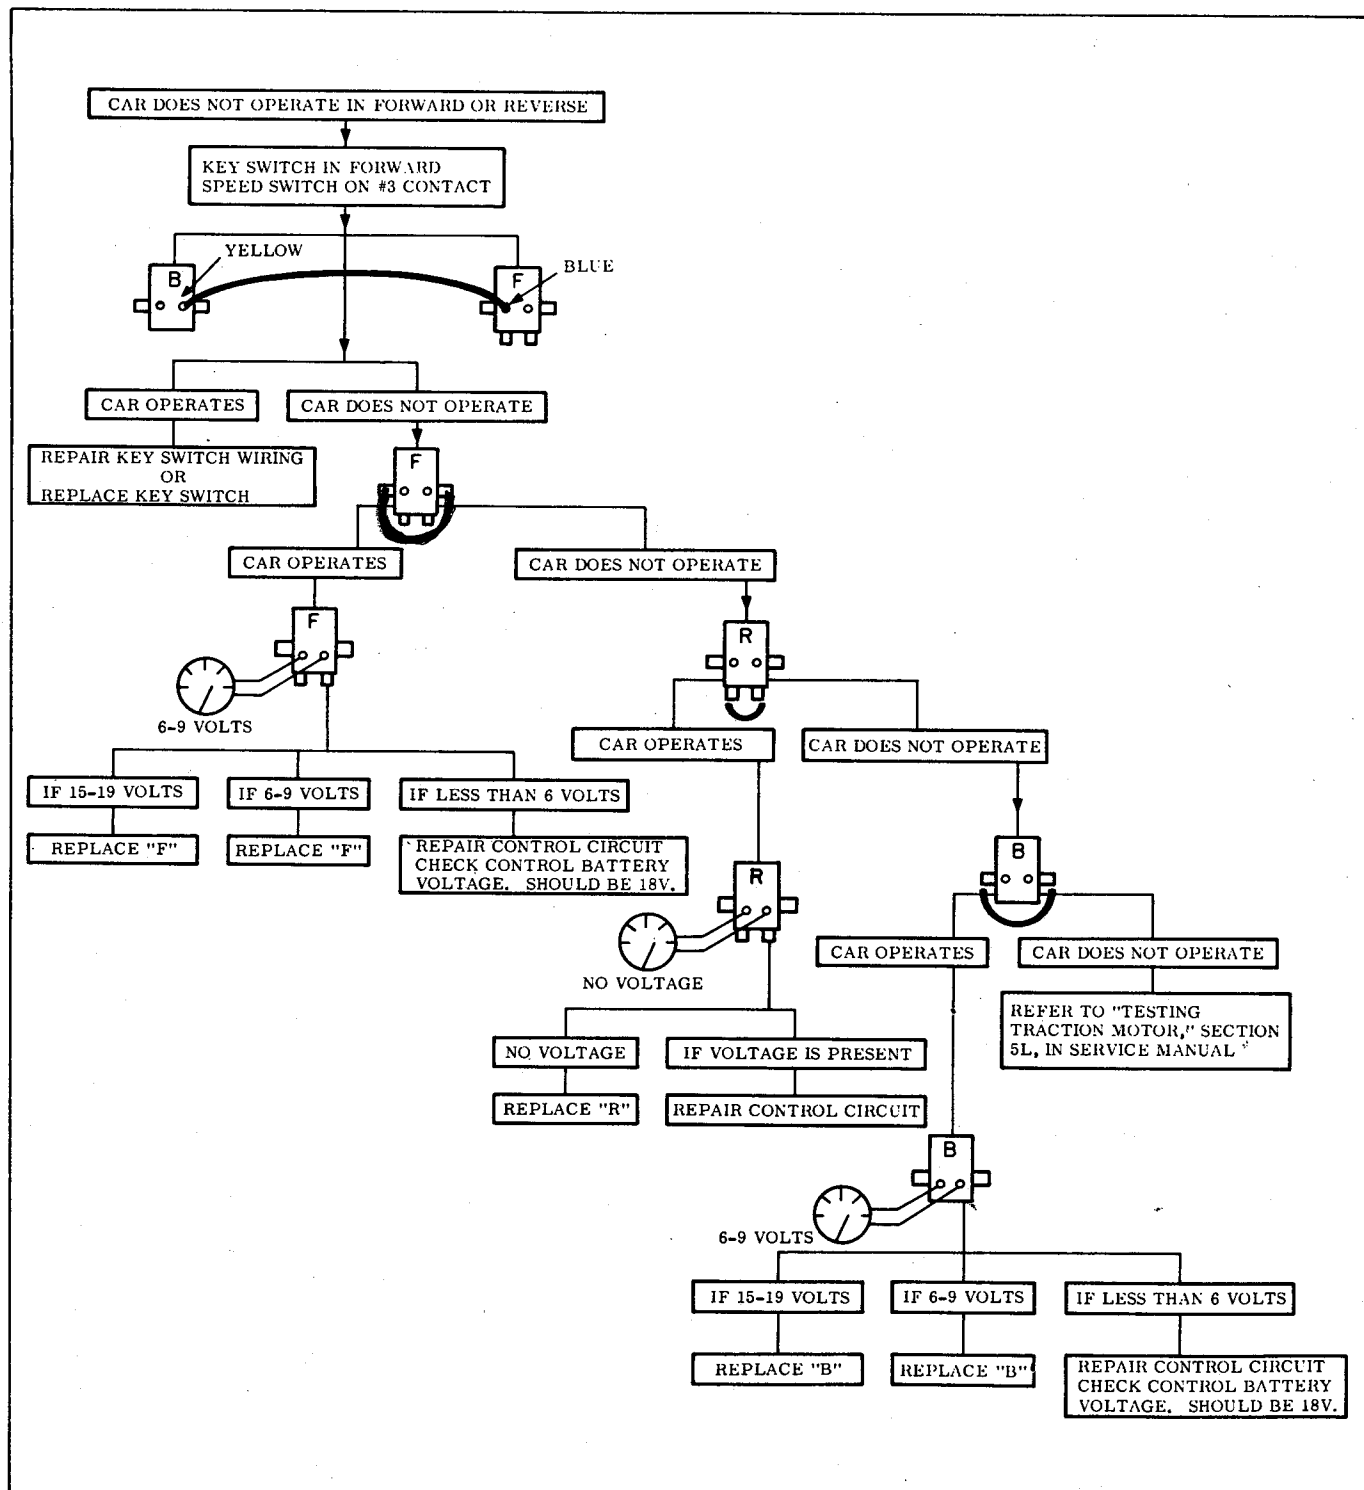 CAR DOES NOT OPERATE IN FORWARD OR REVERSE
KEY SWITCH IN FORWARD
SPEED SWITCH ON #3 CONTACT
YELLOW
B
F
BLUE
CAR OPERATES
CAR DOES NOT OPERATE
REPAIR KEY SWITCH WIRING
OR
REPLACE KEY SWITCH
F
CAR OPERATES
CAR DOES NOT OPERATE
F
6-9 VOLTS
R
CAR OPERATES
CAR DOES NOT OPERATE
IF 15-19 VOLTS
IF 6-9 VOLTS
IF LESS THAN 6 VOLTS
REPLACE "F"
REPLACE "F"
REPAIR CONTROL CIRCUIT
CHECK CONTROL BATTERY
VOLTAGE. SHOULD BE 18V.
R
NO VOLTAGE
B
CAR OPERATES
CAR DOES NOT OPERATE
REFER TO "TESTING
TRACTION MOTOR," SECTION
5L, IN SERVICE MANUAL
NO VOLTAGE
IF VOLTAGE IS PRESENT
REPLACE "R"
REPAIR CONTROL CIRCUIT
B
6-9 VOLTS
IF 15-19 VOLTS
IF 6-9 VOLTS
IF LESS THAN 6 VOLTS
REPLACE "B"
REPLACE "B"
REPAIR CONTROL CIRCUIT
CHECK CONTROL BATTERY
VOLTAGE. SHOULD BE 18V.